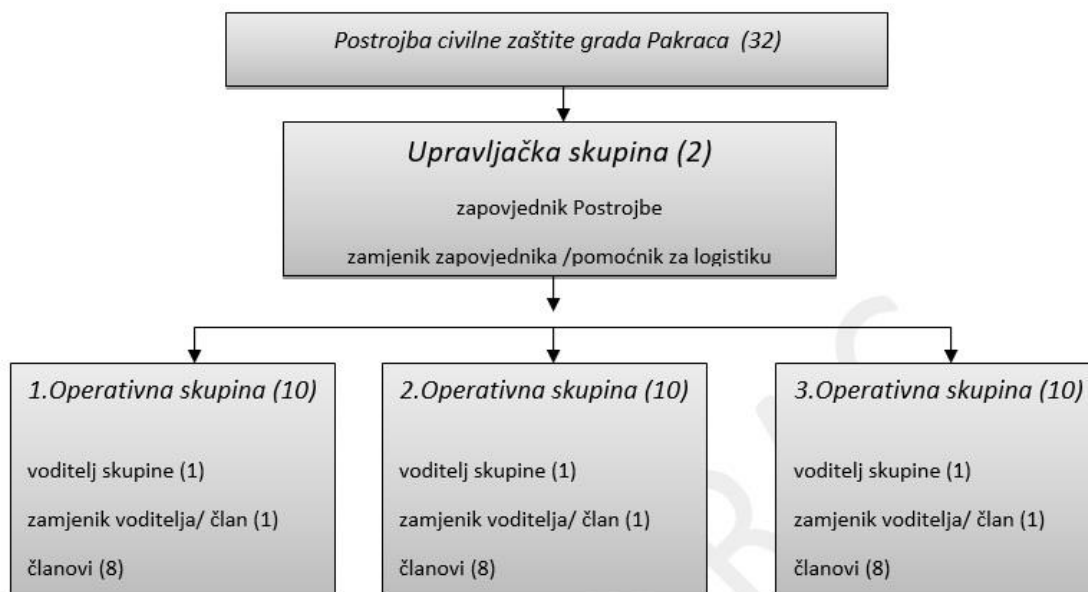 Postrojba civilne zaštite grada Pakraca (32)
Upravljačka skupina (2)
zapovjednik Postrojbe
zamjenik zapovjednika /pomoćnik za logistiku
1.Operativna skupina (10)
voditelj skupine (1)
zamjenik voditelja/ član (1)
članovi (8)
2.Operativna skupina (10)
voditelj skupine (1)
zamjenik voditelja/ član (1)
članovi (8)
3.Operativna skupina (10)
voditelj skupine (1)
zamjenik voditelja/ član (1)
članovi (8)